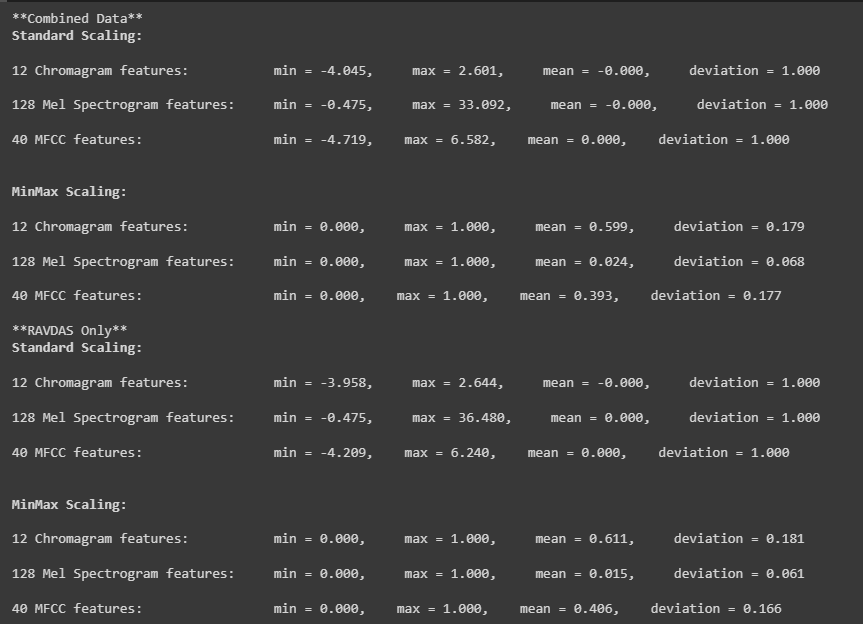 **Combined Data**
Standard Scaling:
12 Chromagram features: min = -4.045, max = 2.601, mean = -0.000, deviation = 1.000
128 Mel Spectrogram features: min = -0.475, max = 33.092, mean = -0.000, deviation = 1.000
40 MFCC features: min = -4.719, max = 6.582, mean = 0.000, deviation = 1.000
MinMax Scaling:
12 Chromagram features: min = 0.000, max = 1.000, mean = 0.599, deviation = 0.179
128 Mel Spectrogram features: min = 0.000, max = 1.000, mean = 0.024, deviation = 0.068
40 MFCC features: min = 0.000, max = 1.000, mean = 0.393, deviation = 0.177
**RAVDAS Only**
Standard Scaling:
12 Chromagram features: min = -3.958, max = 2.644, mean = -0.000, deviation = 1.000
128 Mel Spectrogram features: min = -0.475, max = 36.480, mean = 0.000, deviation = 1.000
40 MFCC features: min = -4.209, max = 6.240, mean = 0.000, deviation = 1.000
MinMax Scaling:
12 Chromagram features: min = 0.000, max = 1.000, mean = 0.611, deviation = 0.181
128 Mel Spectrogram features: min = 0.000, max = 1.000, mean = 0.015, deviation = 0.061
40 MFCC features: min = 0.000, max = 1.000, mean = 0.406, deviation = 0.166